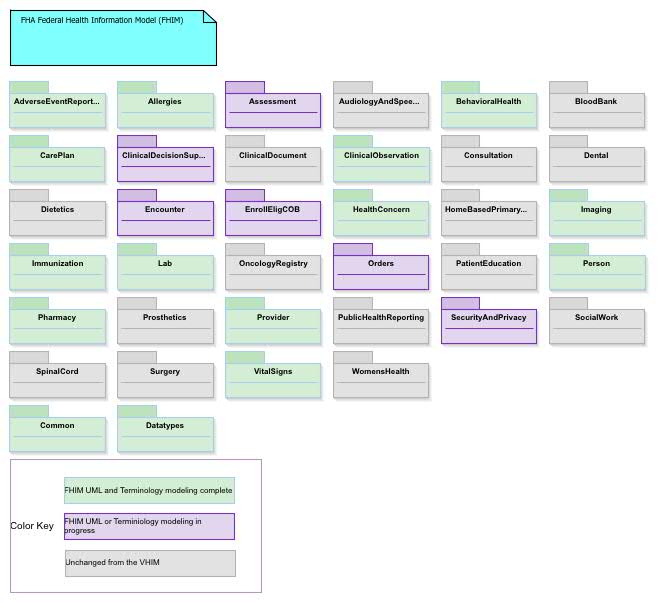 FHA Federal Health Information Model (FHIM)
AdverseEventReport...
Allergies
Assessment
AudiologyAndSpee...
BehavioralHealth
BloodBank
CarePlan
ClinicalDecisionSup...
ClinicalDocument
ClinicalObservation
Consultation
Dental
Dietetics
Encounter
EnrollEligCOB
HealthConcern
HomeBasedPrimary...
Imaging
Immunization
Lab
OncologyRegistry
Orders
PatientEducation
Person
Pharmacy
Prosthetics
Provider
PublicHealthReporting
SecurityAndPrivacy
SocialWork
SpinalCord
Surgery
VitalSigns
WomensHealth
Common
Datatypes
Color Key
FHIM UML and Terminology modeling complete
FHIM UML or Terminiology modeling in
progress
Unchanged from the VHIM